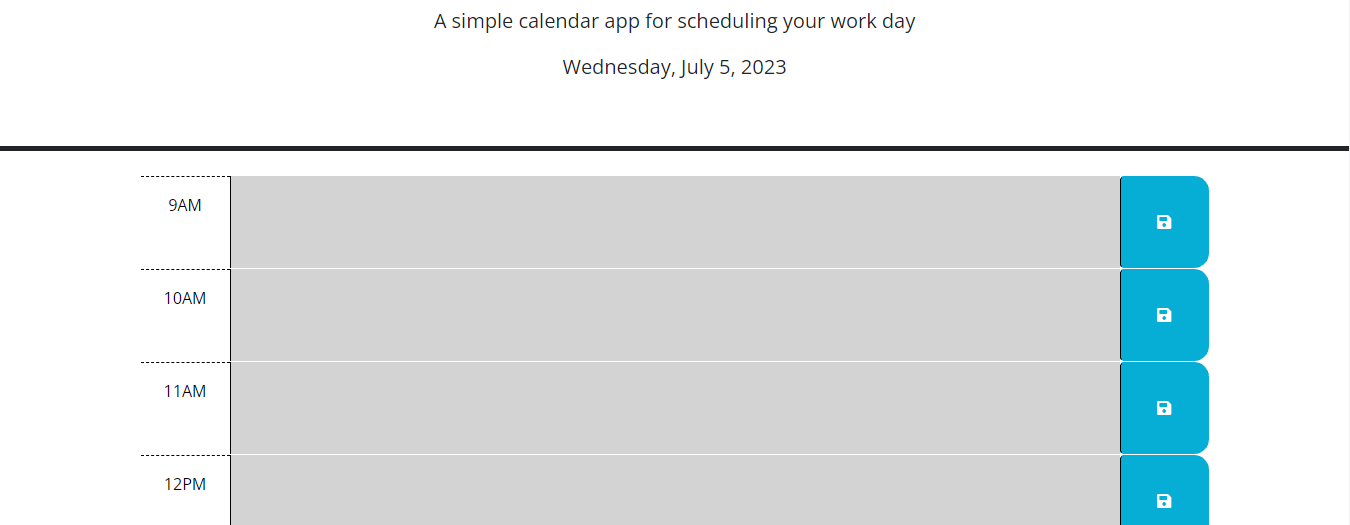 A simple calendar app for scheduling your work day
Wednesday, July 5, 2023
9AM
10AM
11AM
12PM